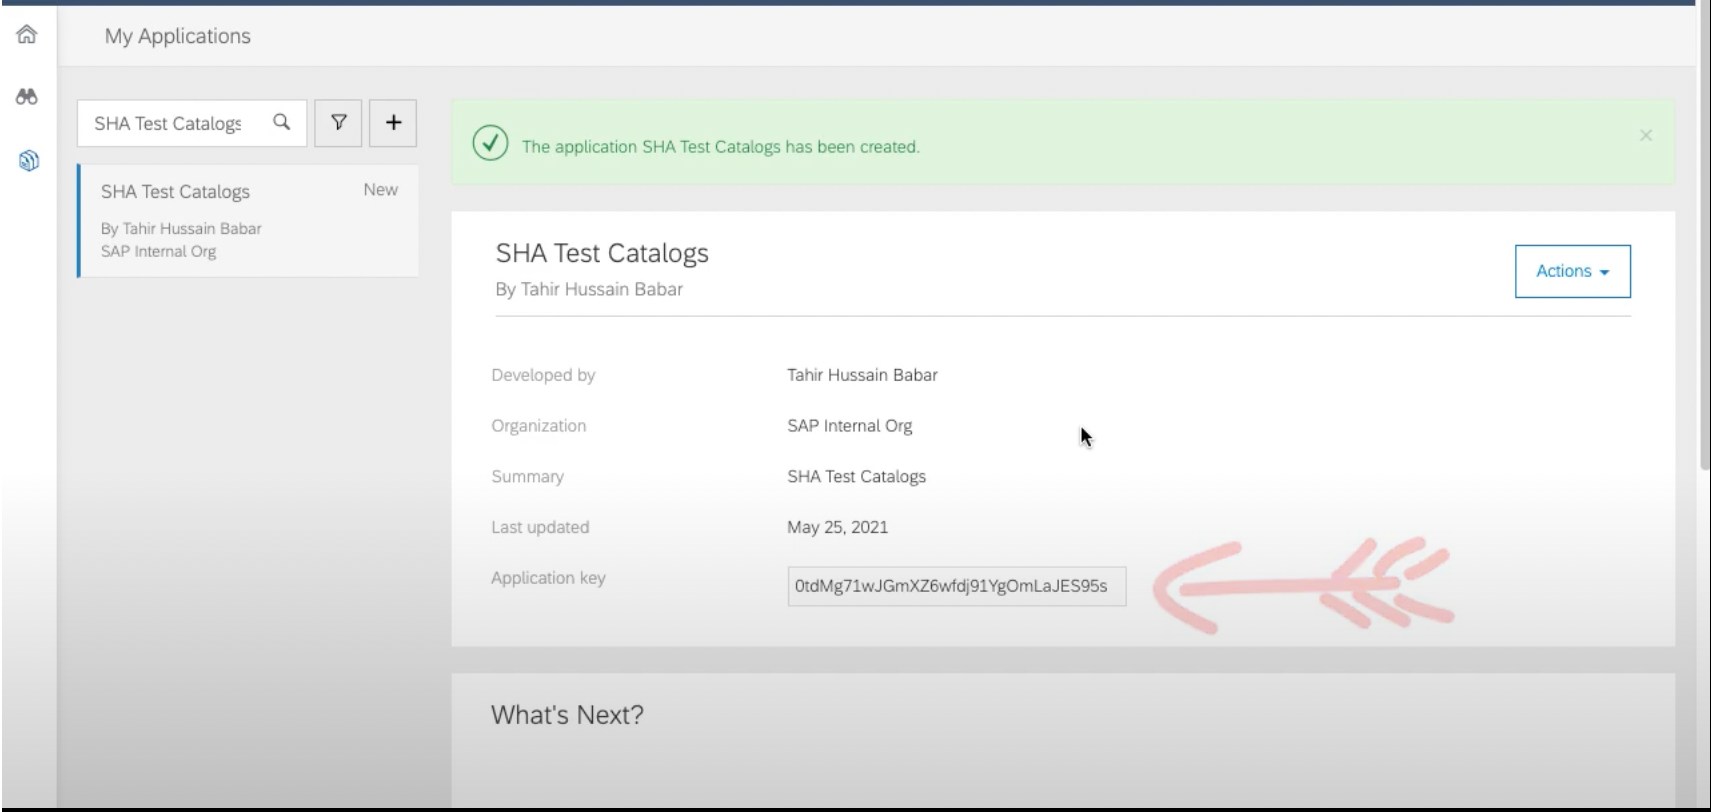 My Applications
SHA Test Catalogs
SHA Test Catalogs
New
By Tahir Hussain Babar
SAP Internal Org
The application SHA Test Catalogs has been created.
SHA Test Catalogs
Actions
By Tahir Hussain Babar
Developed by Tahir Hussain Babar
Organization SAP Internal Org
Summary SHA Test Catalogs
Last updated May 25, 2021
Application key 0tdMg71wJGmXZ6wfdj91YgOmLaJES95s
What's Next?